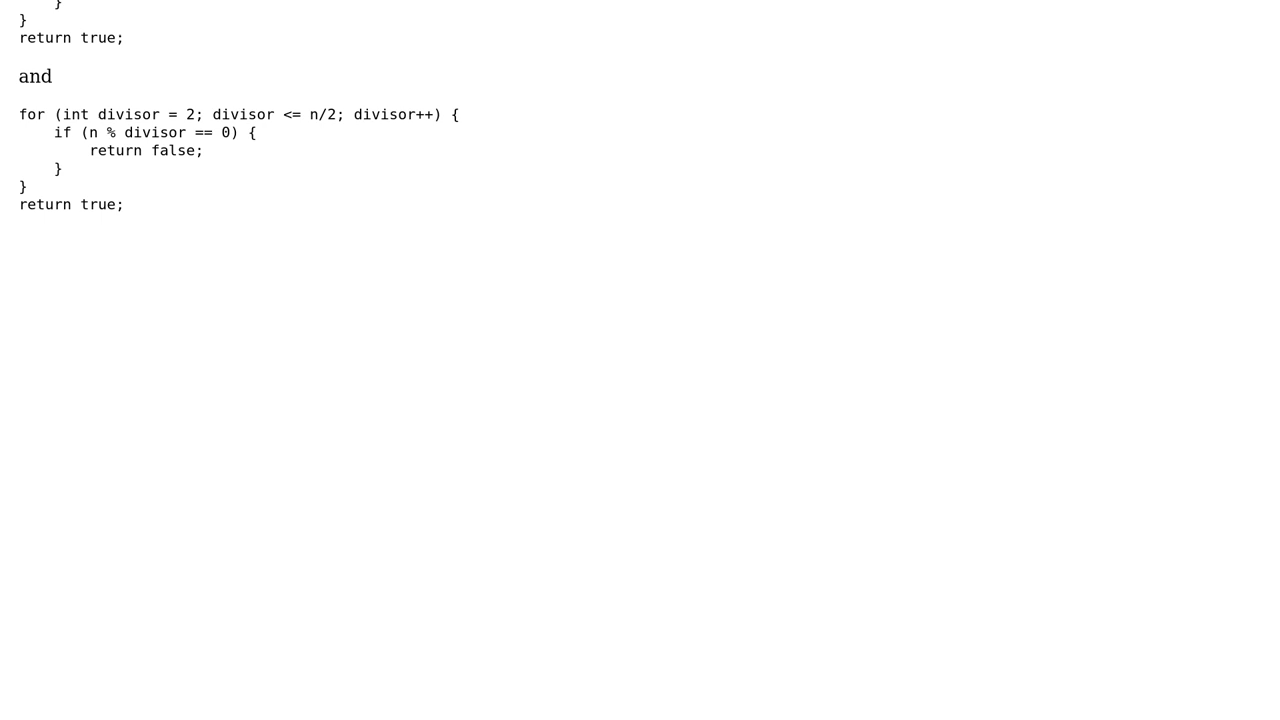 }
}
return true;
and
for (int divisor = 2; divisor <= n/2; divisor++) {
    if (n % divisor == 0) {
        return false;
    }
}
return true;